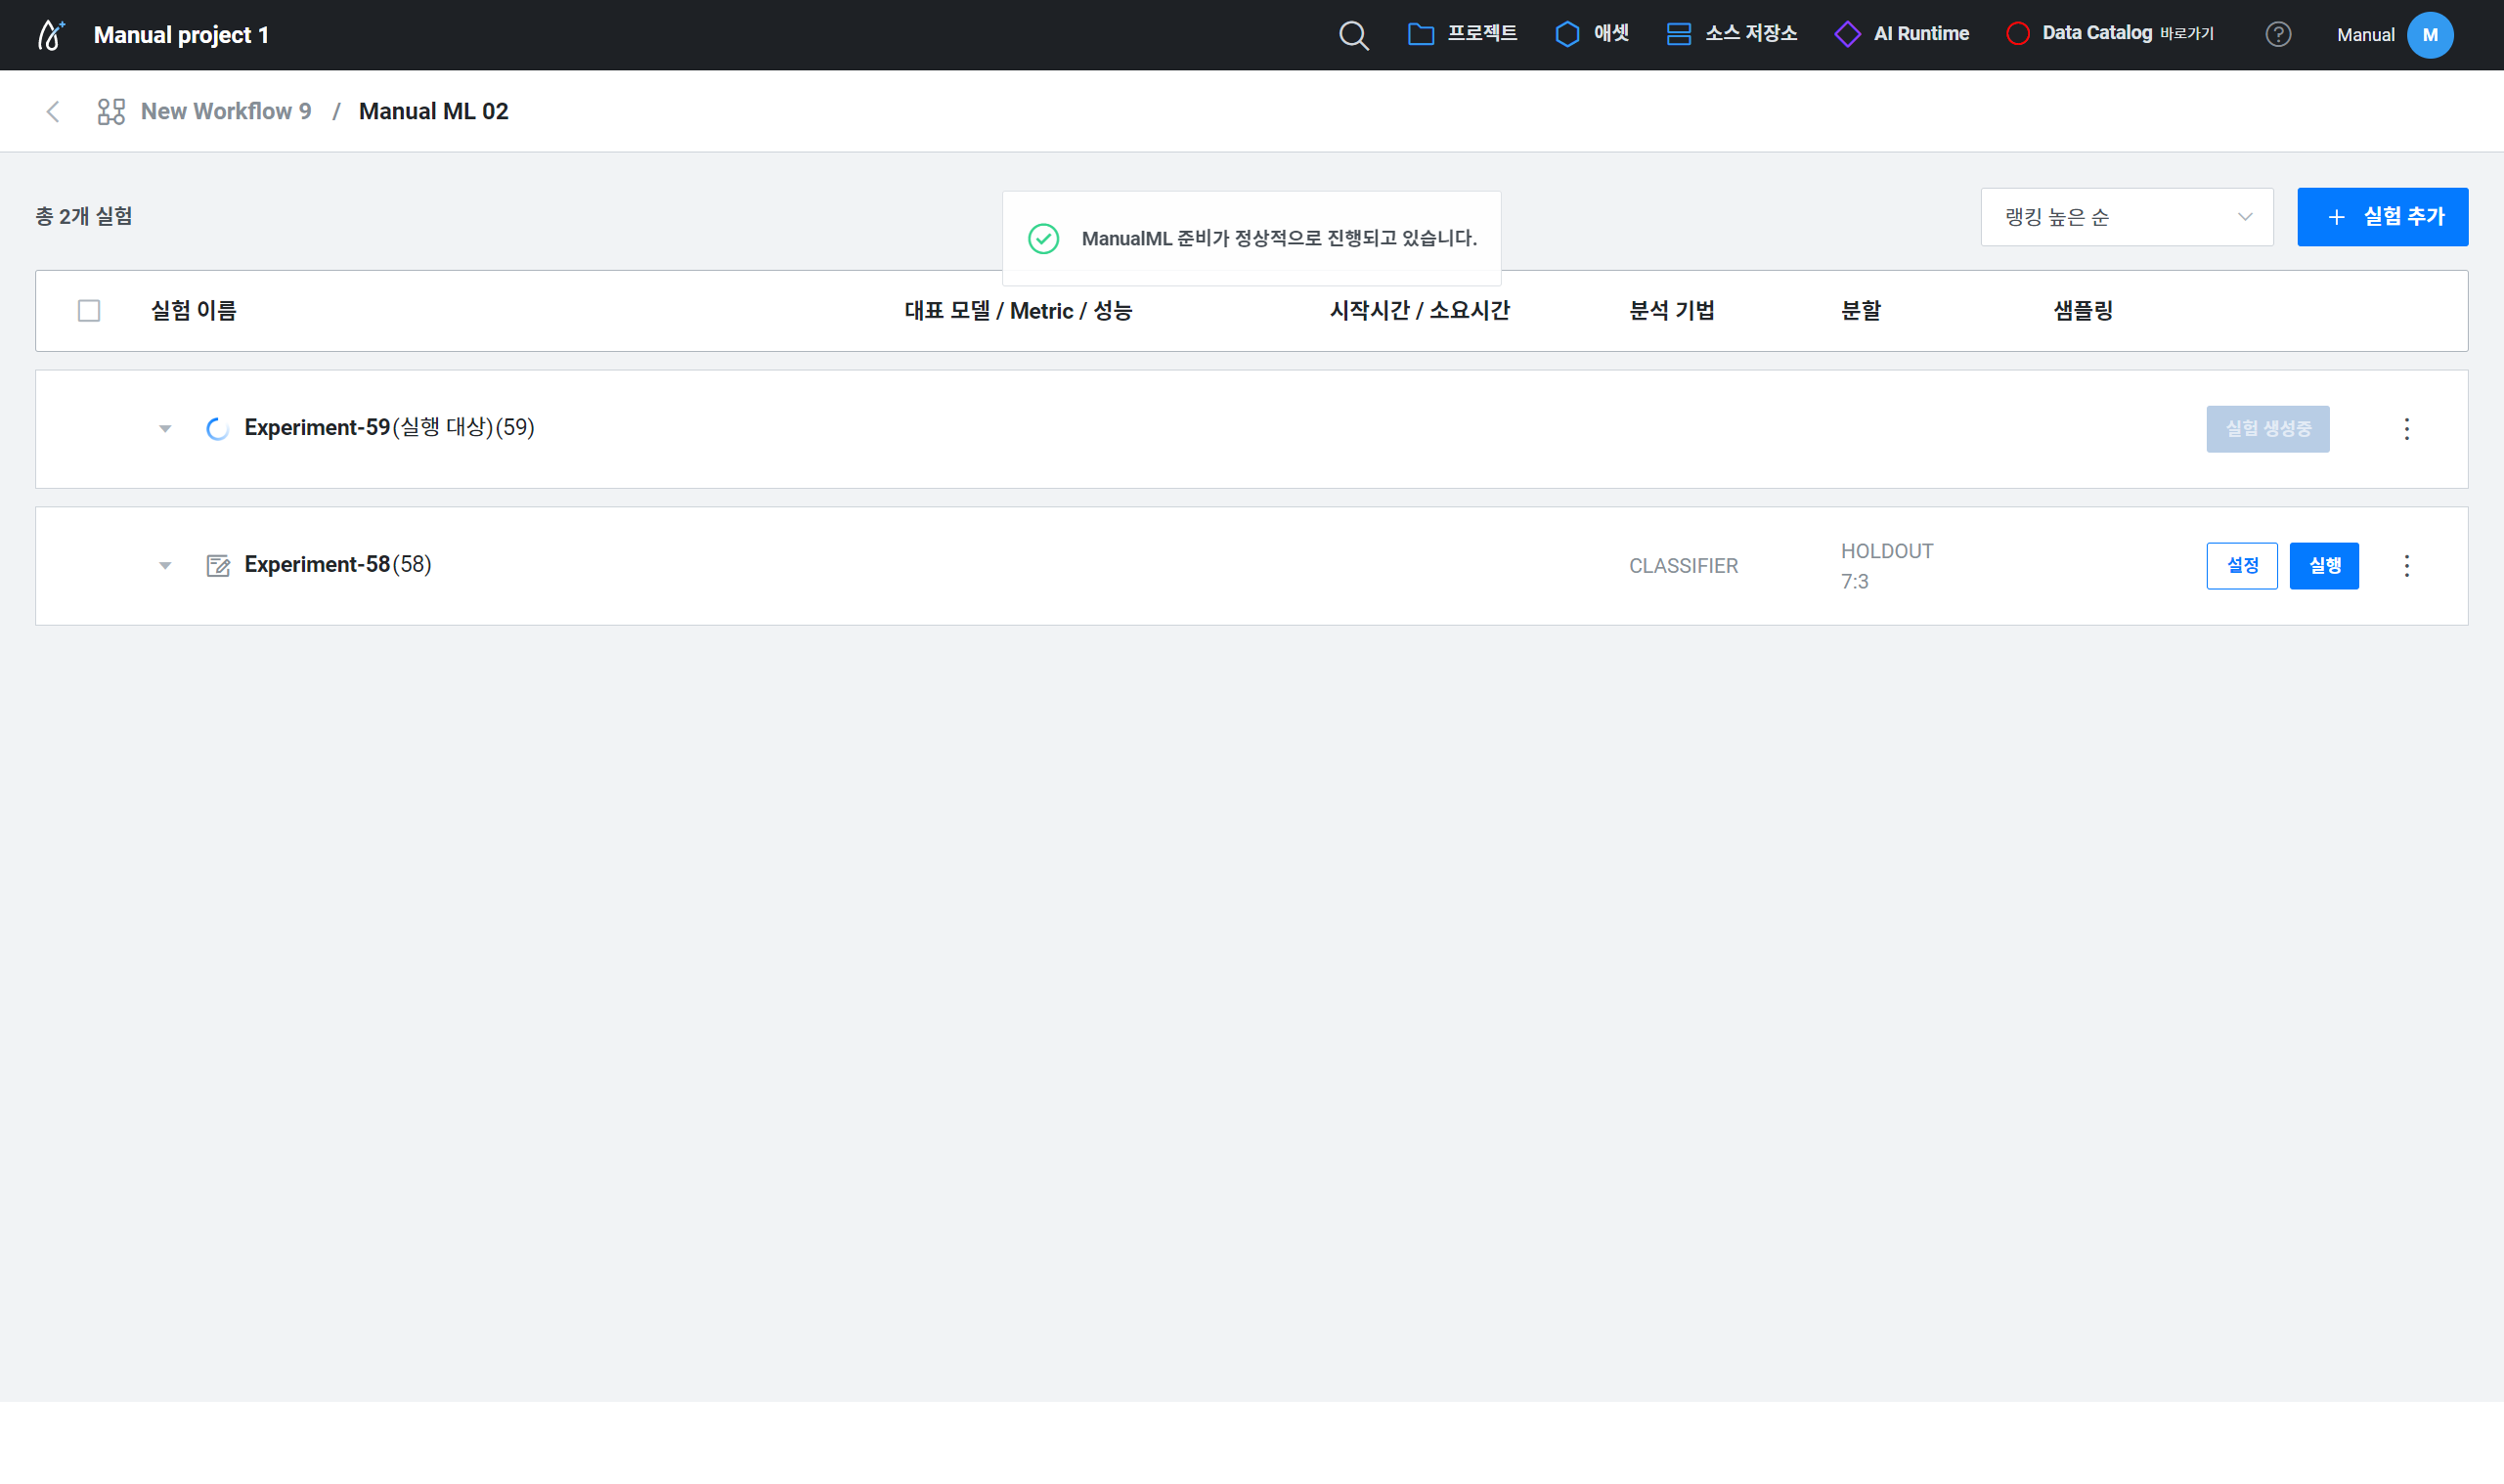 Manual project 1
프로젝트
애셋
소스 저장소
AI Runtime
Data Catalog 바로가기
?
Manual
M
New Workflow 9 / Manual ML 02
총 2개 실험
ManualML 준비가 정상적으로 진행되고 있습니다.
랭킹 높은 순
+ 실험 추가
실험 이름
대표 모델 / Metric / 성능
시작시간 / 소요시간
분석 기법
분할
샘플링
Experiment-59(실행 대상)(59)
실험 생성중
Experiment-58(58)
CLASSIFIER
HOLDOUT
7:3
설정
실행